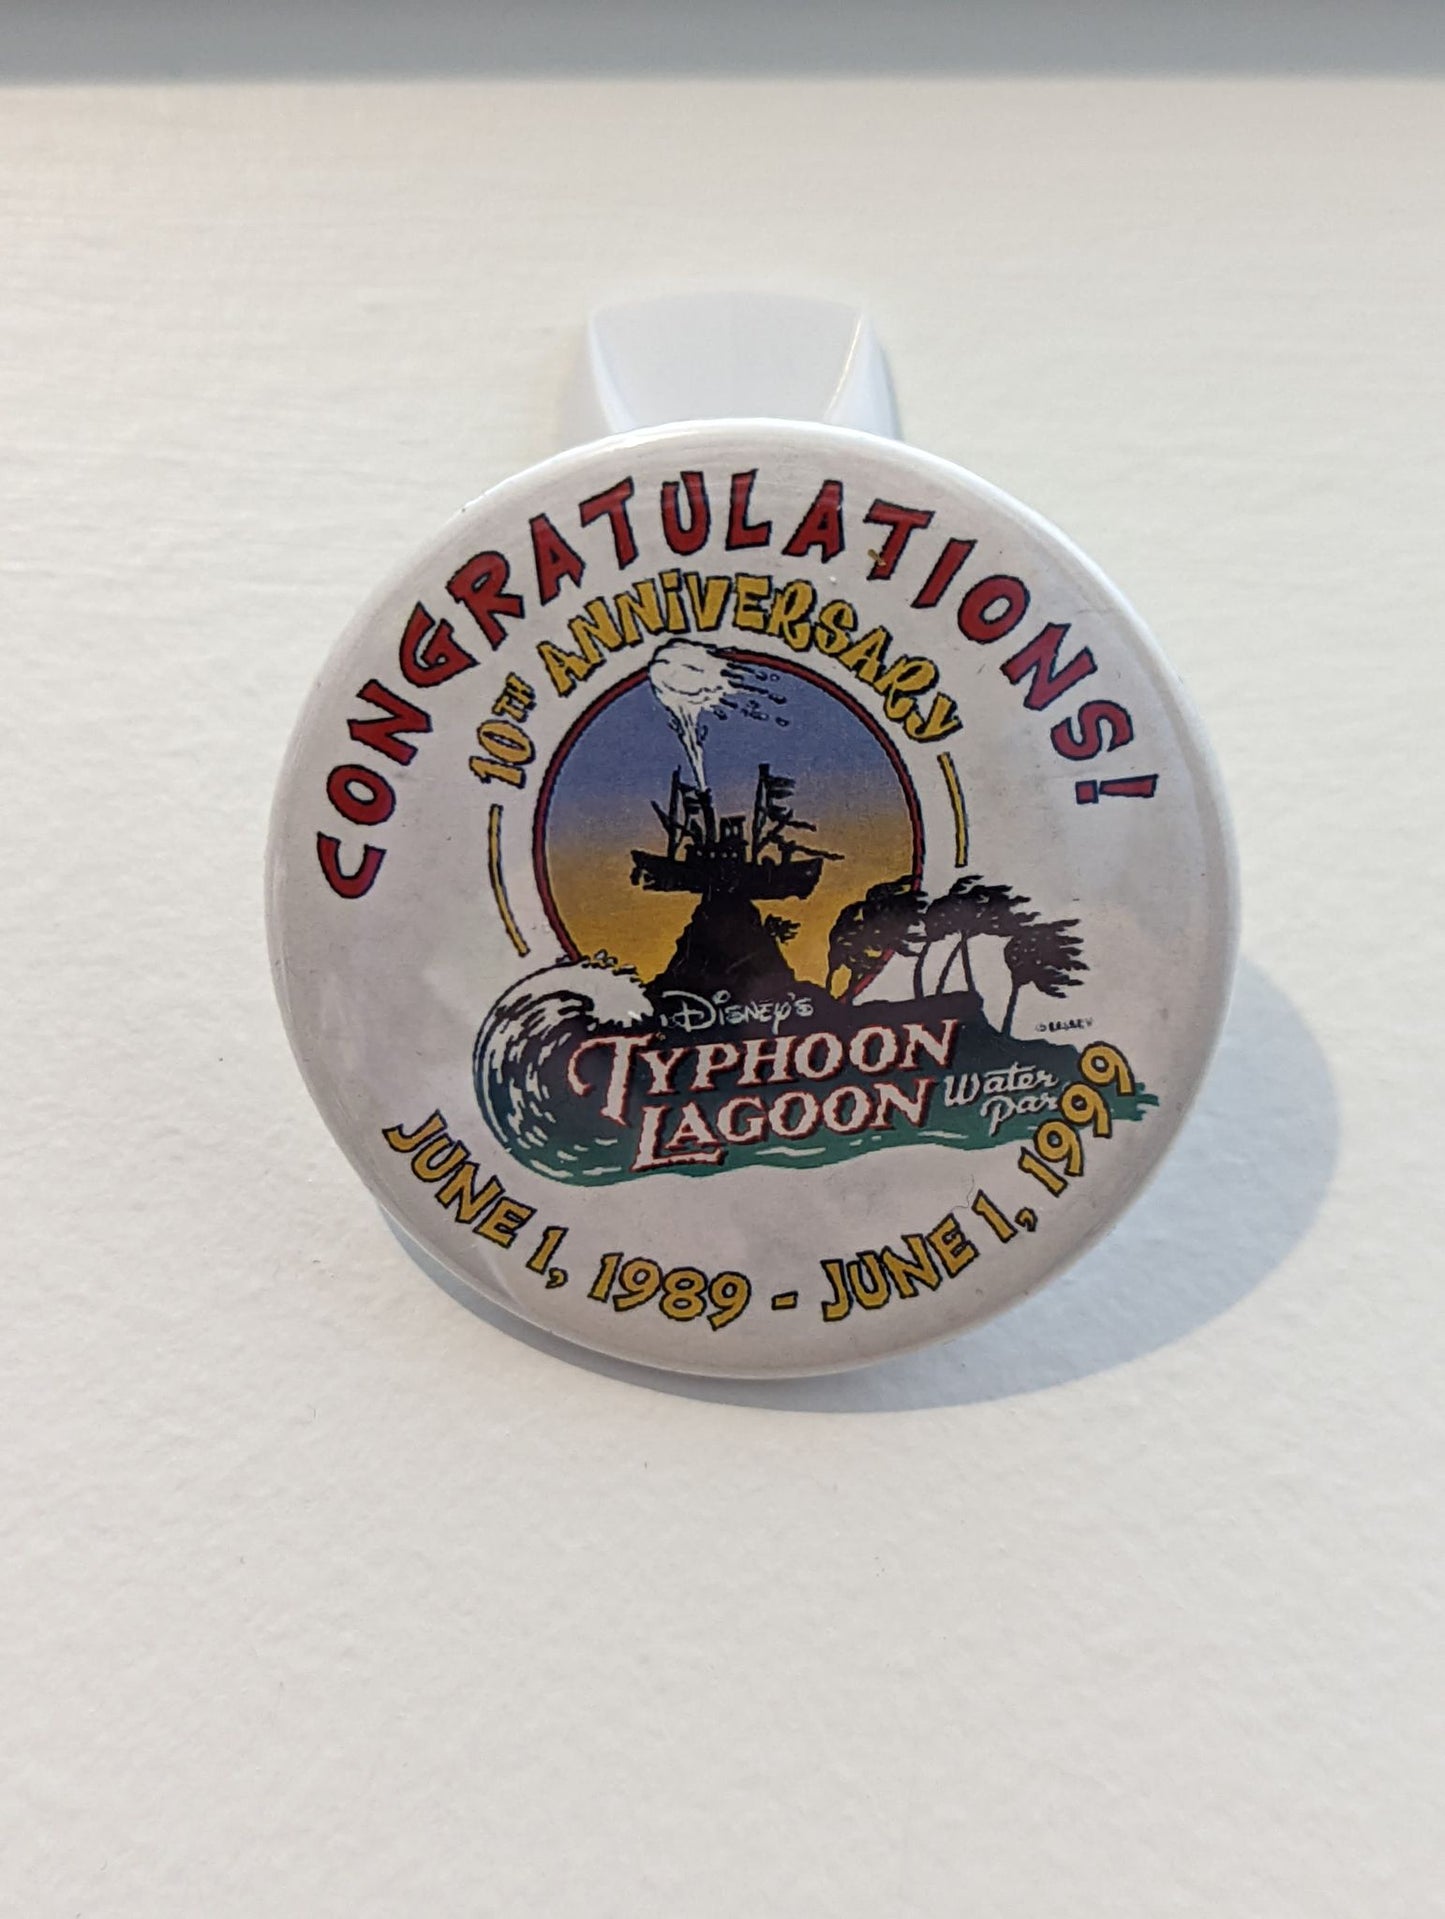 CONGRATULATIONS!
10TH ANNiVERSARY
DISNEY'S
TYPHOON
LAGOON
Water
Par
JUNE 1, 1989 - JUNE 1, 1999